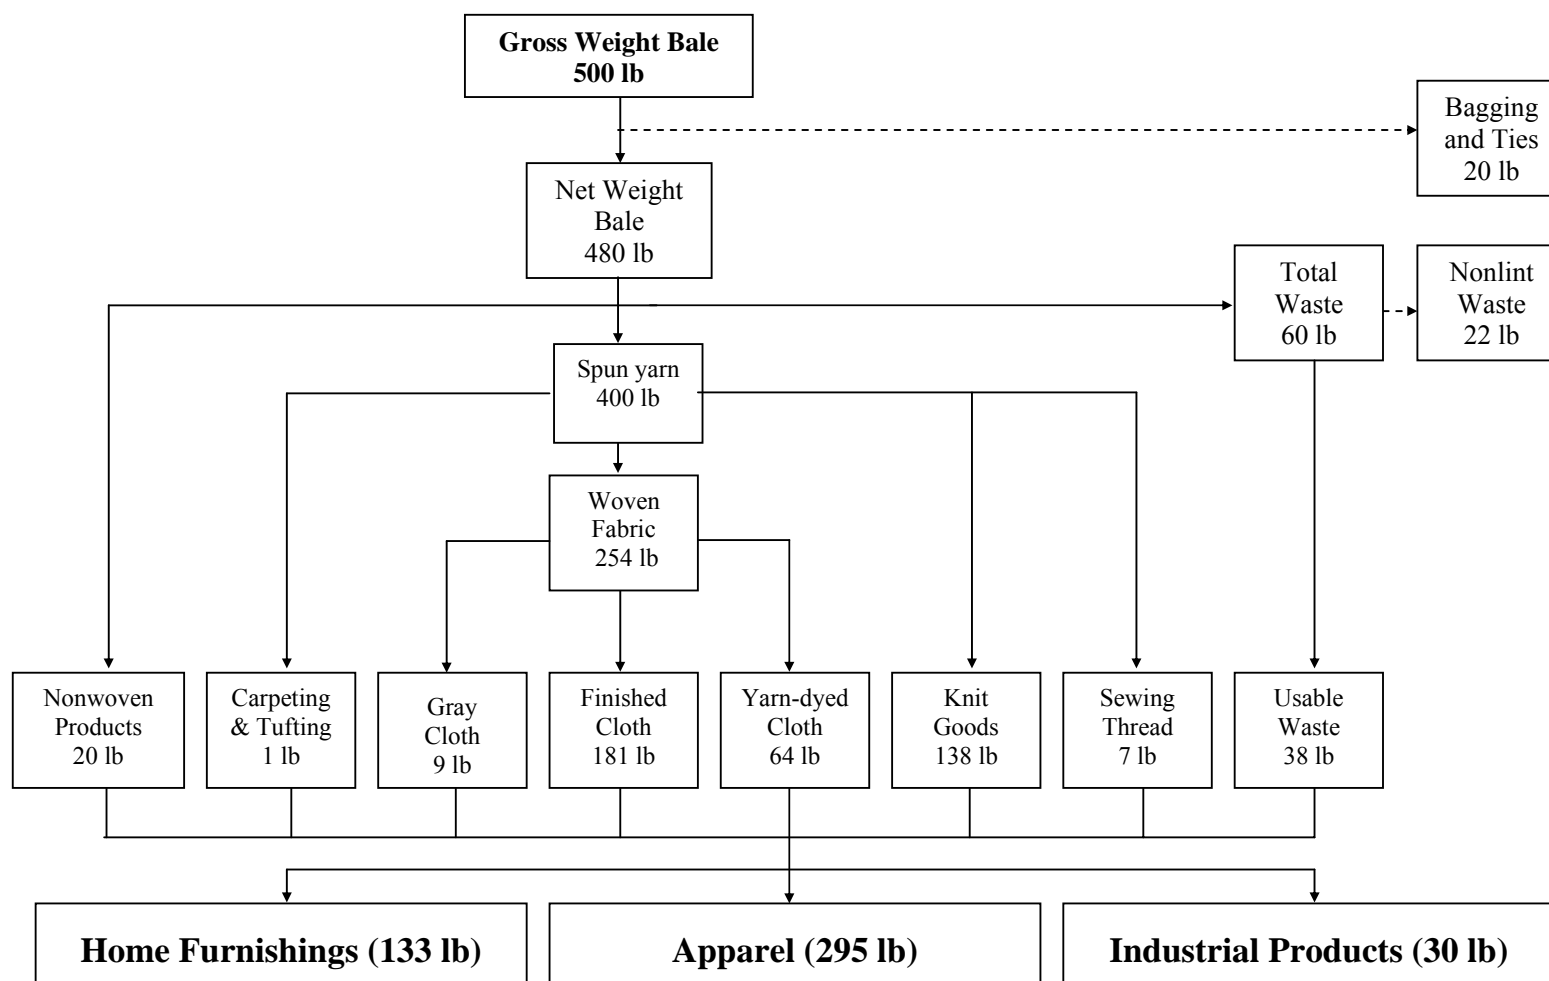 Gross Weight Bale
500 lb
Bagging
and Ties
20 lb
Net Weight
Bale
480 lb
Total
Waste
60 lb
Nonlint
Waste
22 lb
Spun yarn
400 lb
Woven
Fabric
254 lb
Nonwoven
Products
20 lb
Carpeting
& Tufting
1 lb
Gray
Cloth
9 lb
Finished
Cloth
181 lb
Yarn-dyed
Cloth
64 lb
Knit
Goods
138 lb
Sewing
Thread
7 lb
Usable
Waste
38 lb
Home Furnishings (133 lb)
Apparel (295 lb)
Industrial Products (30 lb)